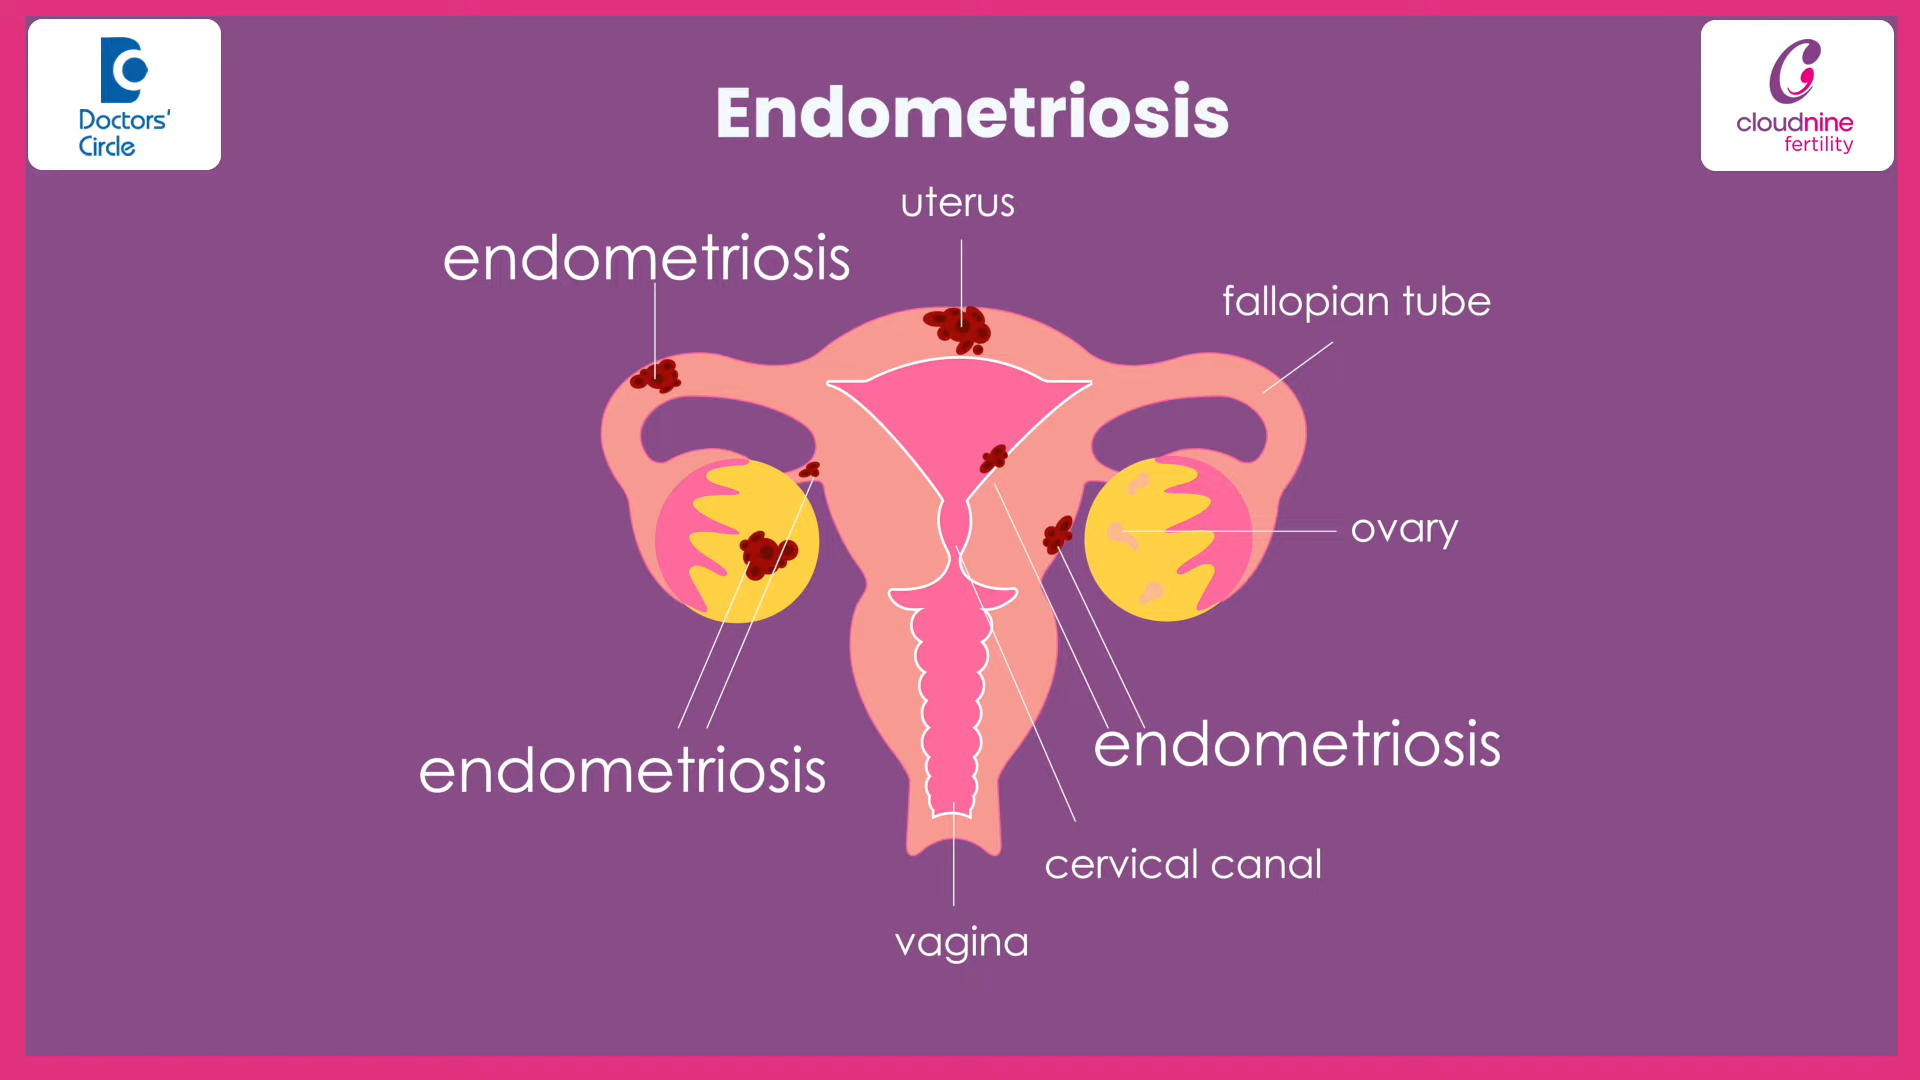 Doctors'
Circle
cloudnine
fertility
Endometriosis
uterus
endometriosis
fallopian tube
ovary
endometriosis
endometriosis
cervical canal
vagina